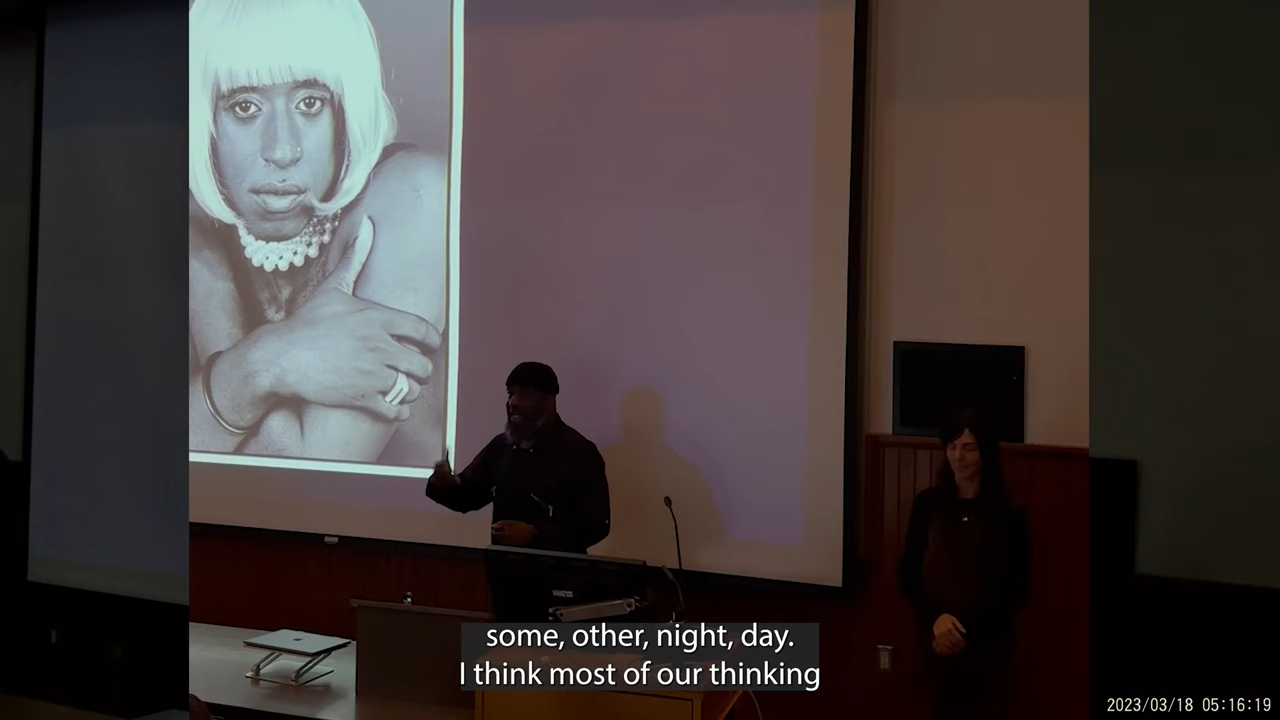 some, other, night, day.
I think most of our thinking
2023/03/18 05:16:19